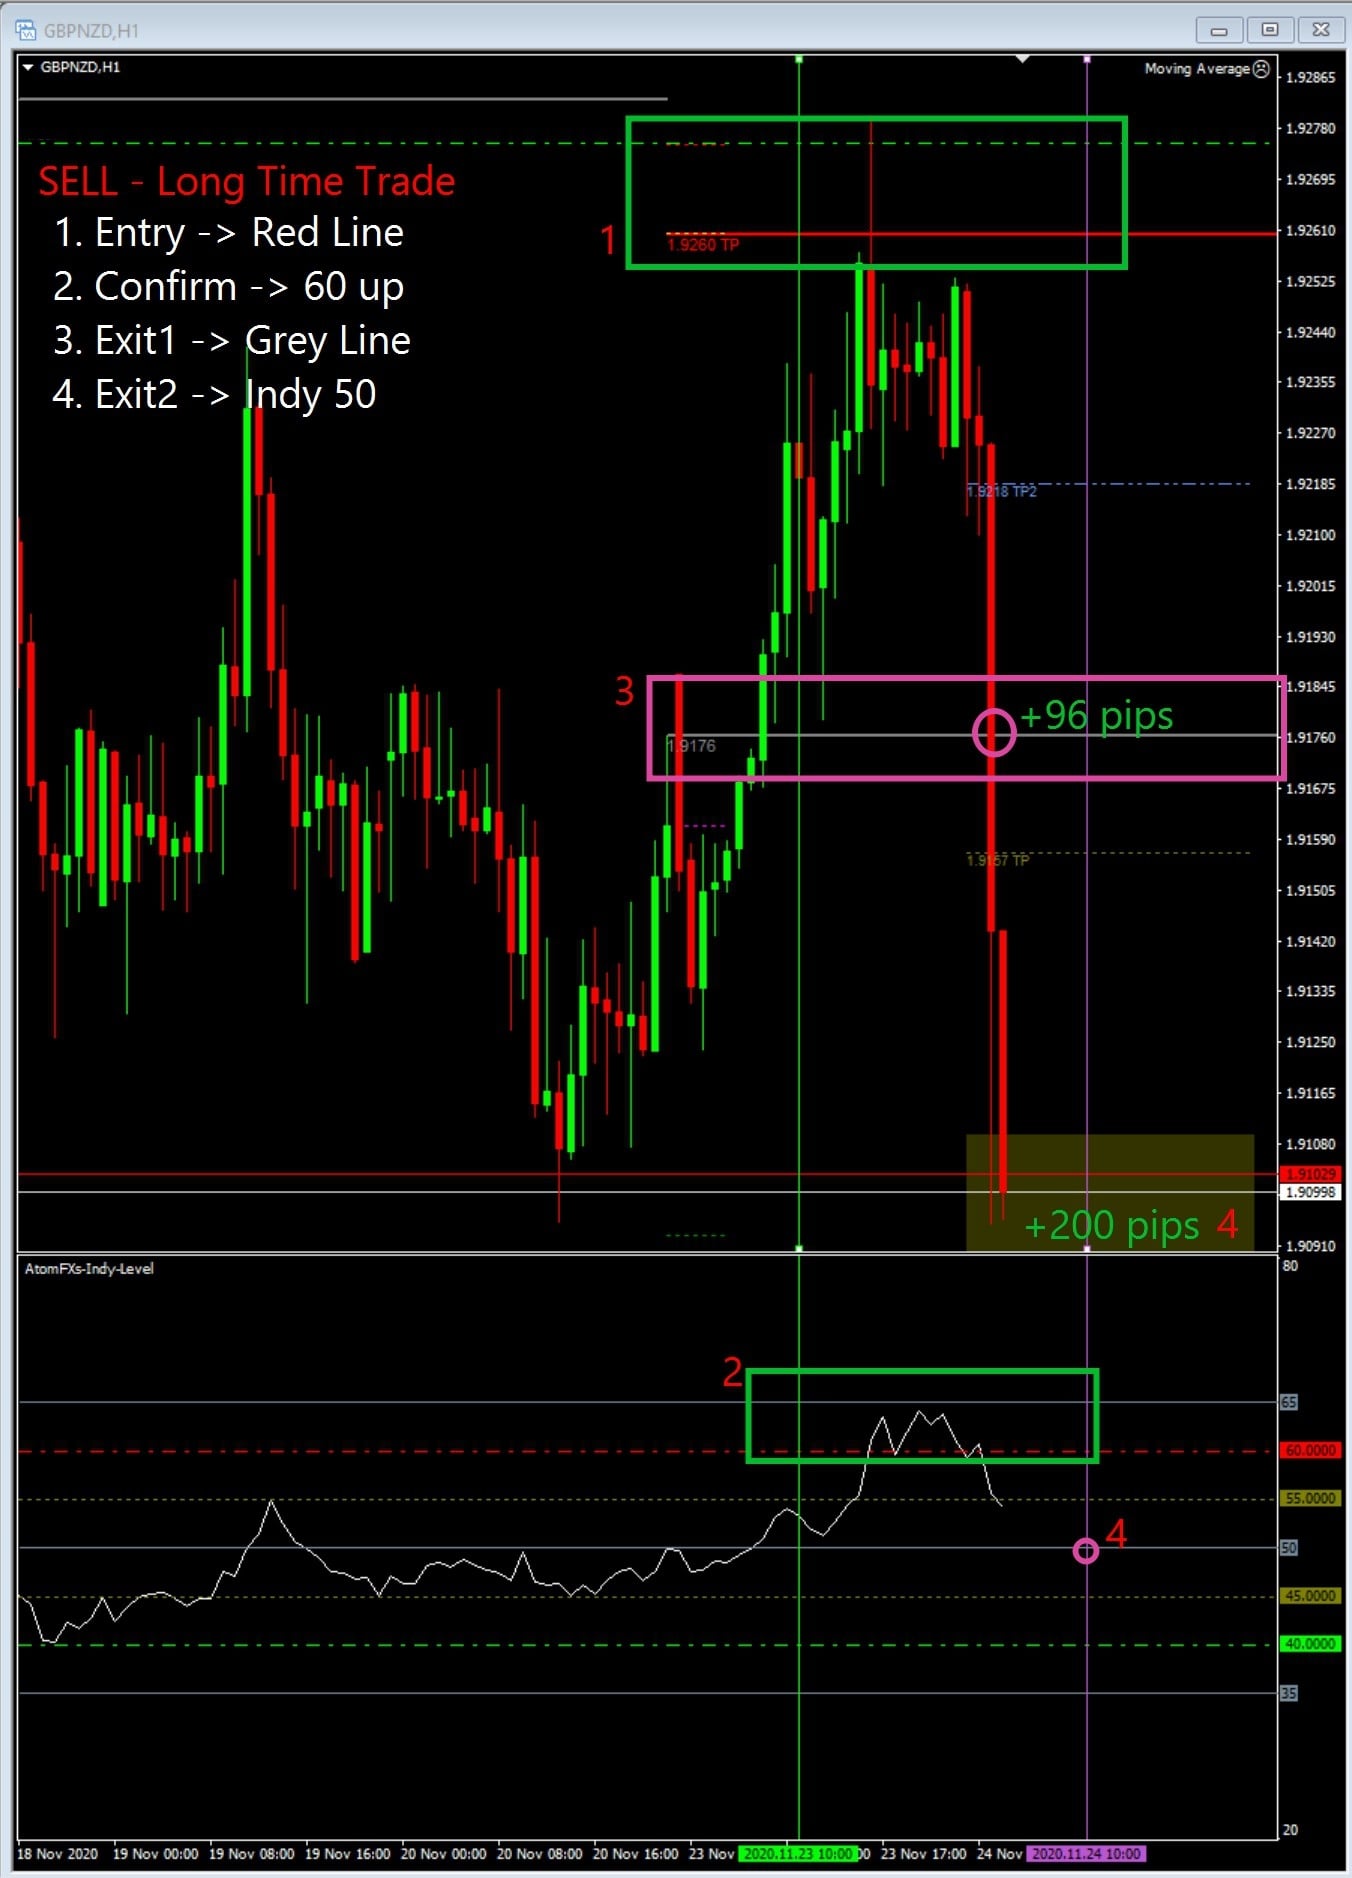 GBPNZD,H1
GBPNZD,H1
Moving Average
1.92865
1.92780
SELL - Long Time Trade
1.92695
1. Entry -> Red Line
1
1.9260 TP
1.92610
2. Confirm -> 60 up
1.92525
3. Exit1 -> Grey Line
1.92440
4. Exit2 -> Indy 50
1.92355
1.92270
1.9218 TP2
1.92185
1.92100
1.92015
1.91930
3
1.91845
+96 pips
1.9176
1.91760
1.91675
1.91590
1.9157 TP
1.91505
1.91420
1.91335
1.91250
1.91165
1.91080
1.91029
1.90998
+200 pips 4
1.90910
AtomFXs-Indy-Level
80
2
65
60.0000
55.0000
4
50
45.0000
40.0000
35
20
18 Nov 2020 19 Nov 00:00 19 Nov 08:00 19 Nov 16:00 20 Nov 00:00 20 Nov 08:00 20 Nov 16:00 23 Nov 2020.11.23 10:00 00 23 Nov 17:00 24 Nov 2020.11.24 10:00